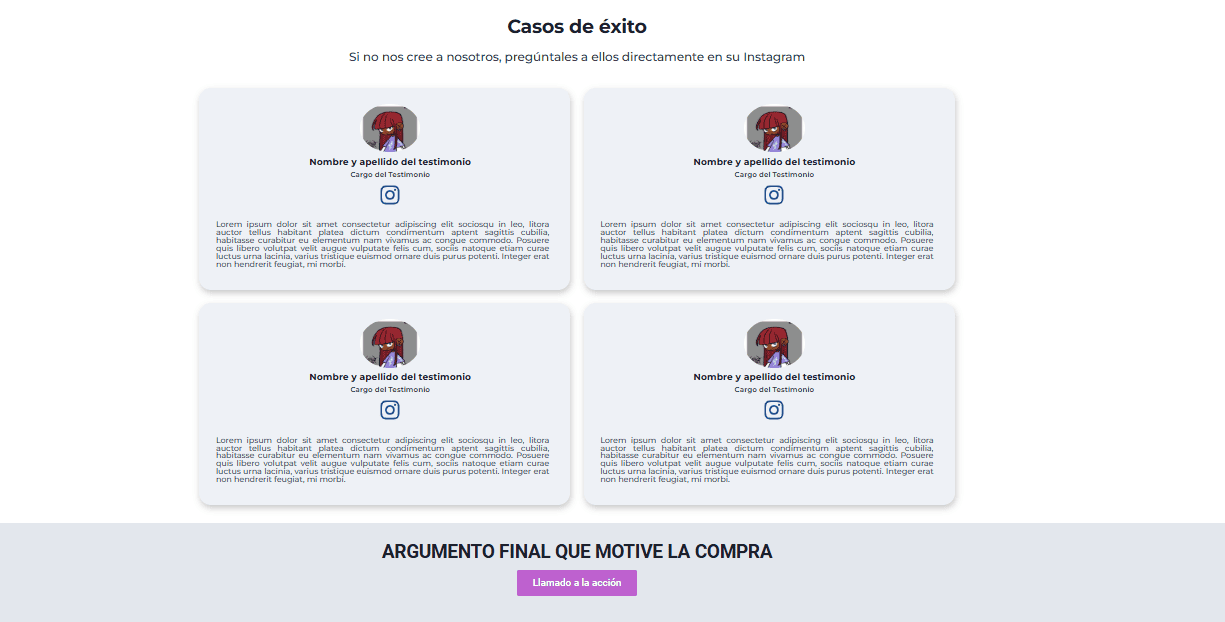 Casos de éxito
Si no nos cree a nosotros, pregúntales a ellos directamente en su Instagram
Nombre y apellido del testimonio
Cargo del Testimonio
Lorem ipsum dolor sit amet consectetur adipiscing elit sociosqu in leo, litora
auctor tellus habitant platea dictum condimentum aptent sagittis cubilia,
habitasse curabitur eu elementum nam vivamus ac congue commodo. Posuere
quis libero volutpat velit augue vulputate felis cum, sociis natoque etiam curae
luctus urna lacinia, varius tristique euismod ornare duis purus potenti. Integer erat
non hendrerit feugiat, mi morbi.
Nombre y apellido del testimonio
Cargo del Testimonio
Lorem ipsum dolor sit amet consectetur adipiscing elit sociosqu in leo, litora
auctor tellus habitant platea dictum condimentum aptent sagittis cubilia,
habitasse curabitur eu elementum nam vivamus ac congue commodo. Posuere
quis libero volutpat velit augue vulputate felis cum, sociis natoque etiam curae
luctus urna lacinia, varius tristique euismod ornare duis purus potenti. Integer erat
non hendrerit feugiat, mi morbi.
Nombre y apellido del testimonio
Cargo del Testimonio
Lorem ipsum dolor sit amet consectetur adipiscing elit sociosqu in leo, litora
auctor tellus habitant platea dictum condimentum aptent sagittis cubilia,
habitasse curabitur eu elementum nam vivamus ac congue commodo. Posuere
quis libero volutpat velit augue vulputate felis cum, sociis natoque etiam curae
luctus urna lacinia, varius tristique euismod ornare duis purus potenti. Integer erat
non hendrerit feugiat, mi morbi.
Nombre y apellido del testimonio
Cargo del Testimonio
Lorem ipsum dolor sit amet consectetur adipiscing elit sociosqu in leo, litora
auctor tellus habitant platea dictum condimentum aptent sagittis cubilia,
habitasse curabitur eu elementum nam vivamus ac congue commodo. Posuere
quis libero volutpat velit augue vulputate felis cum, sociis natoque etiam curae
luctus urna lacinia, varius tristique euismod ornare duis purus potenti. Integer erat
non hendrerit feugiat, mi morbi.
ARGUMENTO FINAL QUE MOTIVE LA COMPRA
Llamado a la acción